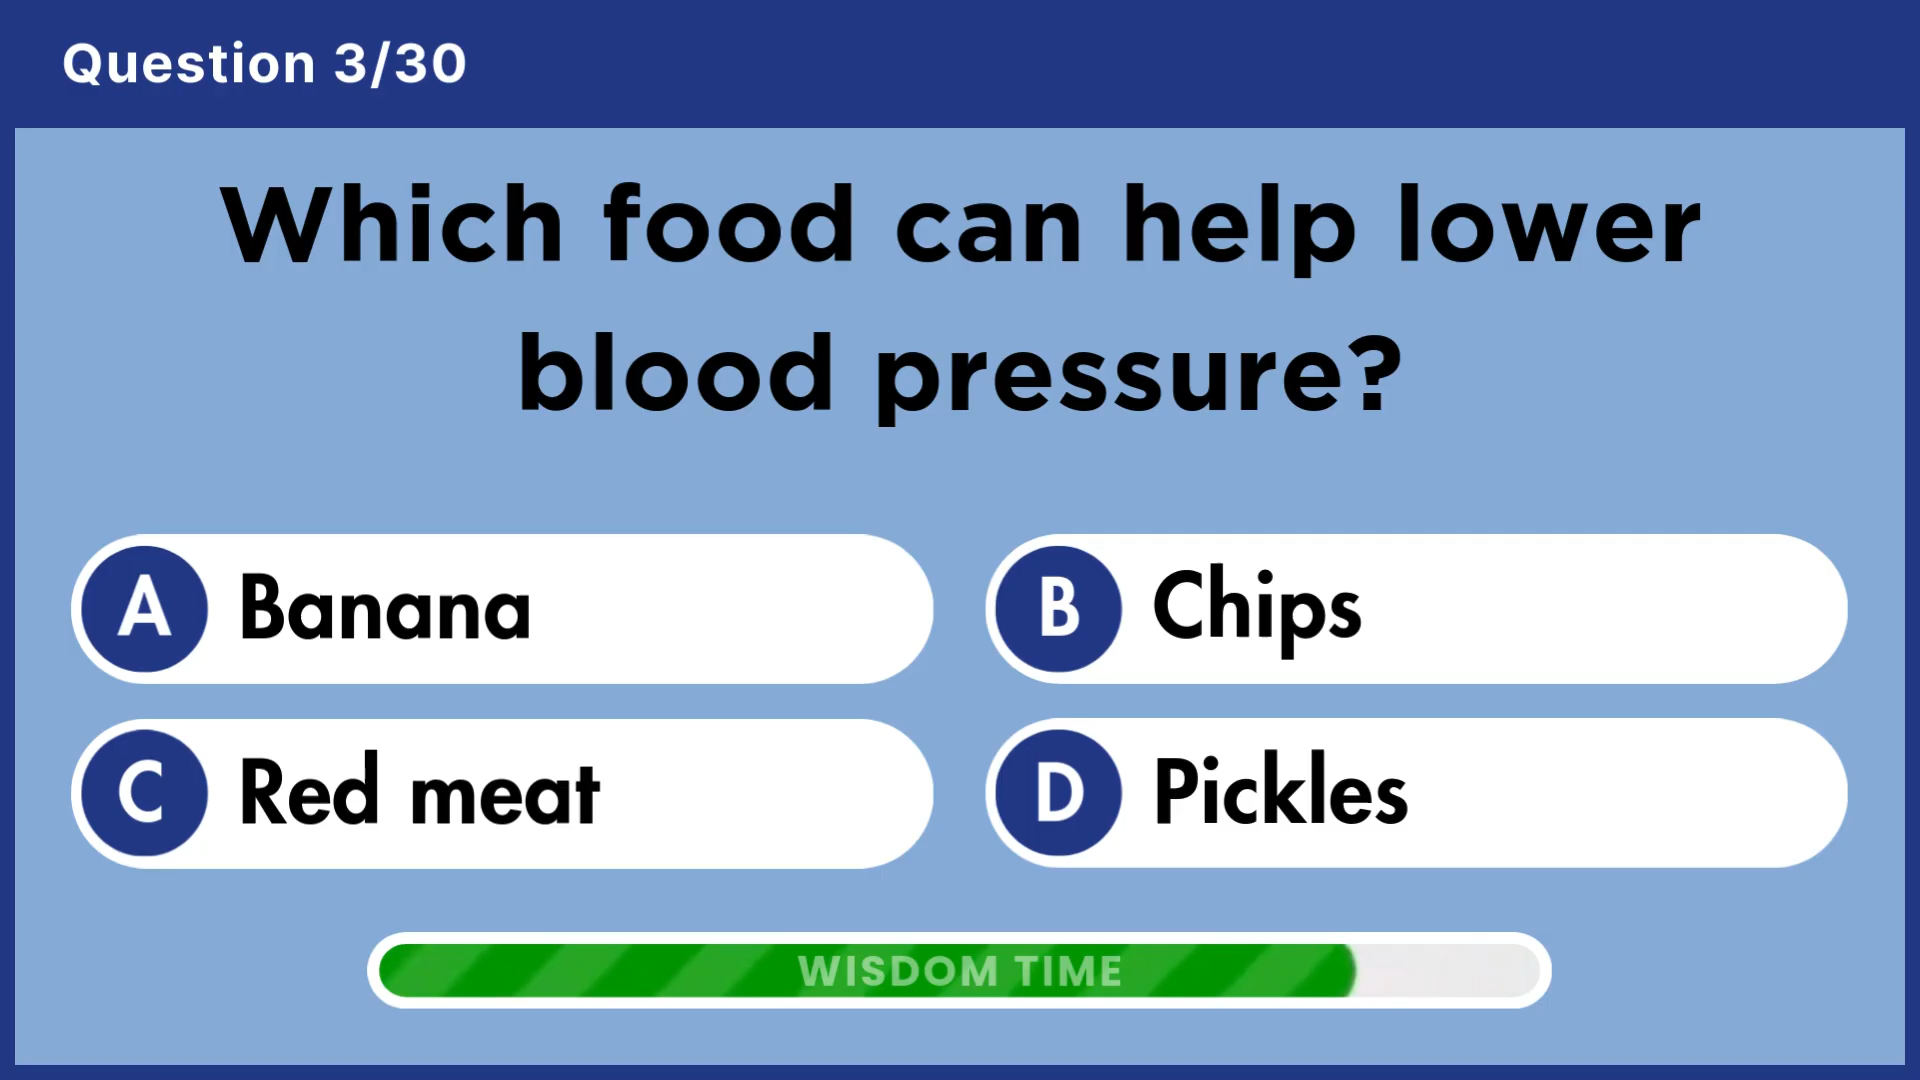 Question 3/30
Which food can help lower
blood pressure?
A Banana
B Chips
C Red meat
D Pickles
WISDOM TIME